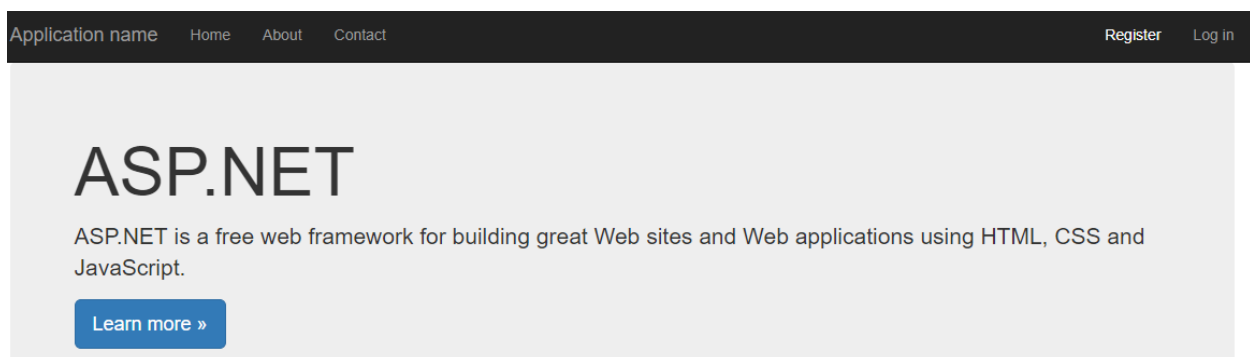 Application name Home About Contact Register Log in
ASP.NET
ASP.NET is a free web framework for building great Web sites and Web applications using HTML, CSS and
JavaScript.
Learn more »